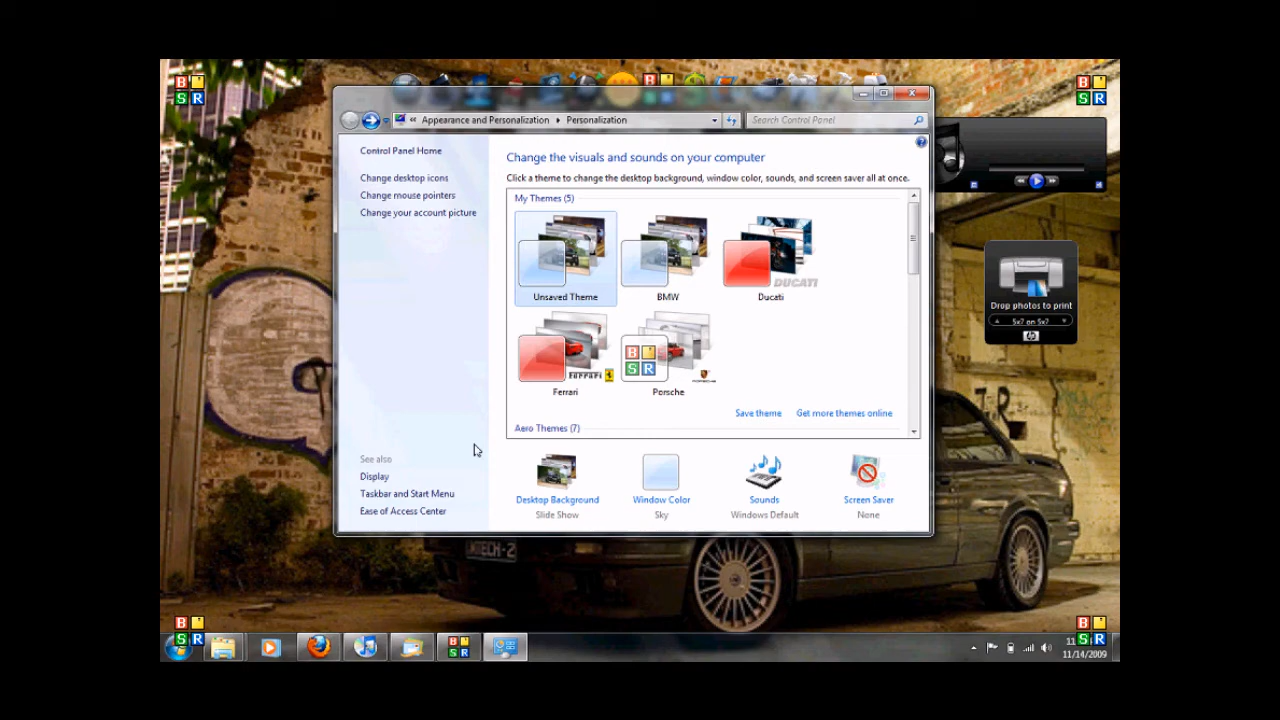 B
S R
B
S R
« Appearance and Personalization ▸ Personalization
Search Control Panel
Control Panel Home
Change desktop icons
Change mouse pointers
Change your account picture
See also
Display
Taskbar and Start Menu
Ease of Access Center
Change the visuals and sounds on your computer
Click a theme to change the desktop background, window color, sounds, and screen saver all at once.
My Themes (5)
Unsaved Theme
BMW
DUCATI
Ducati
Ferrari
Ferrari
B
S R
Porsche
Save theme
Get more themes online
Aero Themes (7)
Desktop Background
Slide Show
Window Color
Sky
Sounds
Windows Default
Screen Saver
None
Drop photos to print
5x7 on 5x7
hp
B
S R
B
S R
B
S R
11/14/2009